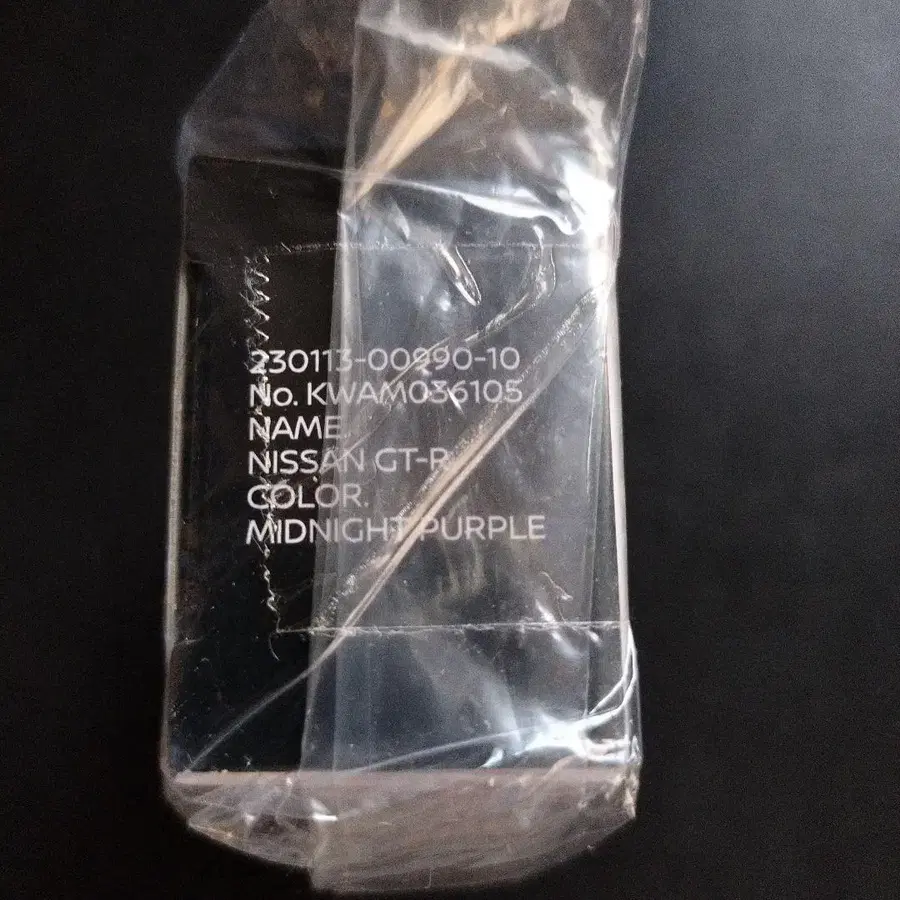 230113-00990-10
No. KWAM036105
NAME.
NISSAN GT-R
COLOR.
MIDNIGHT PURPLE